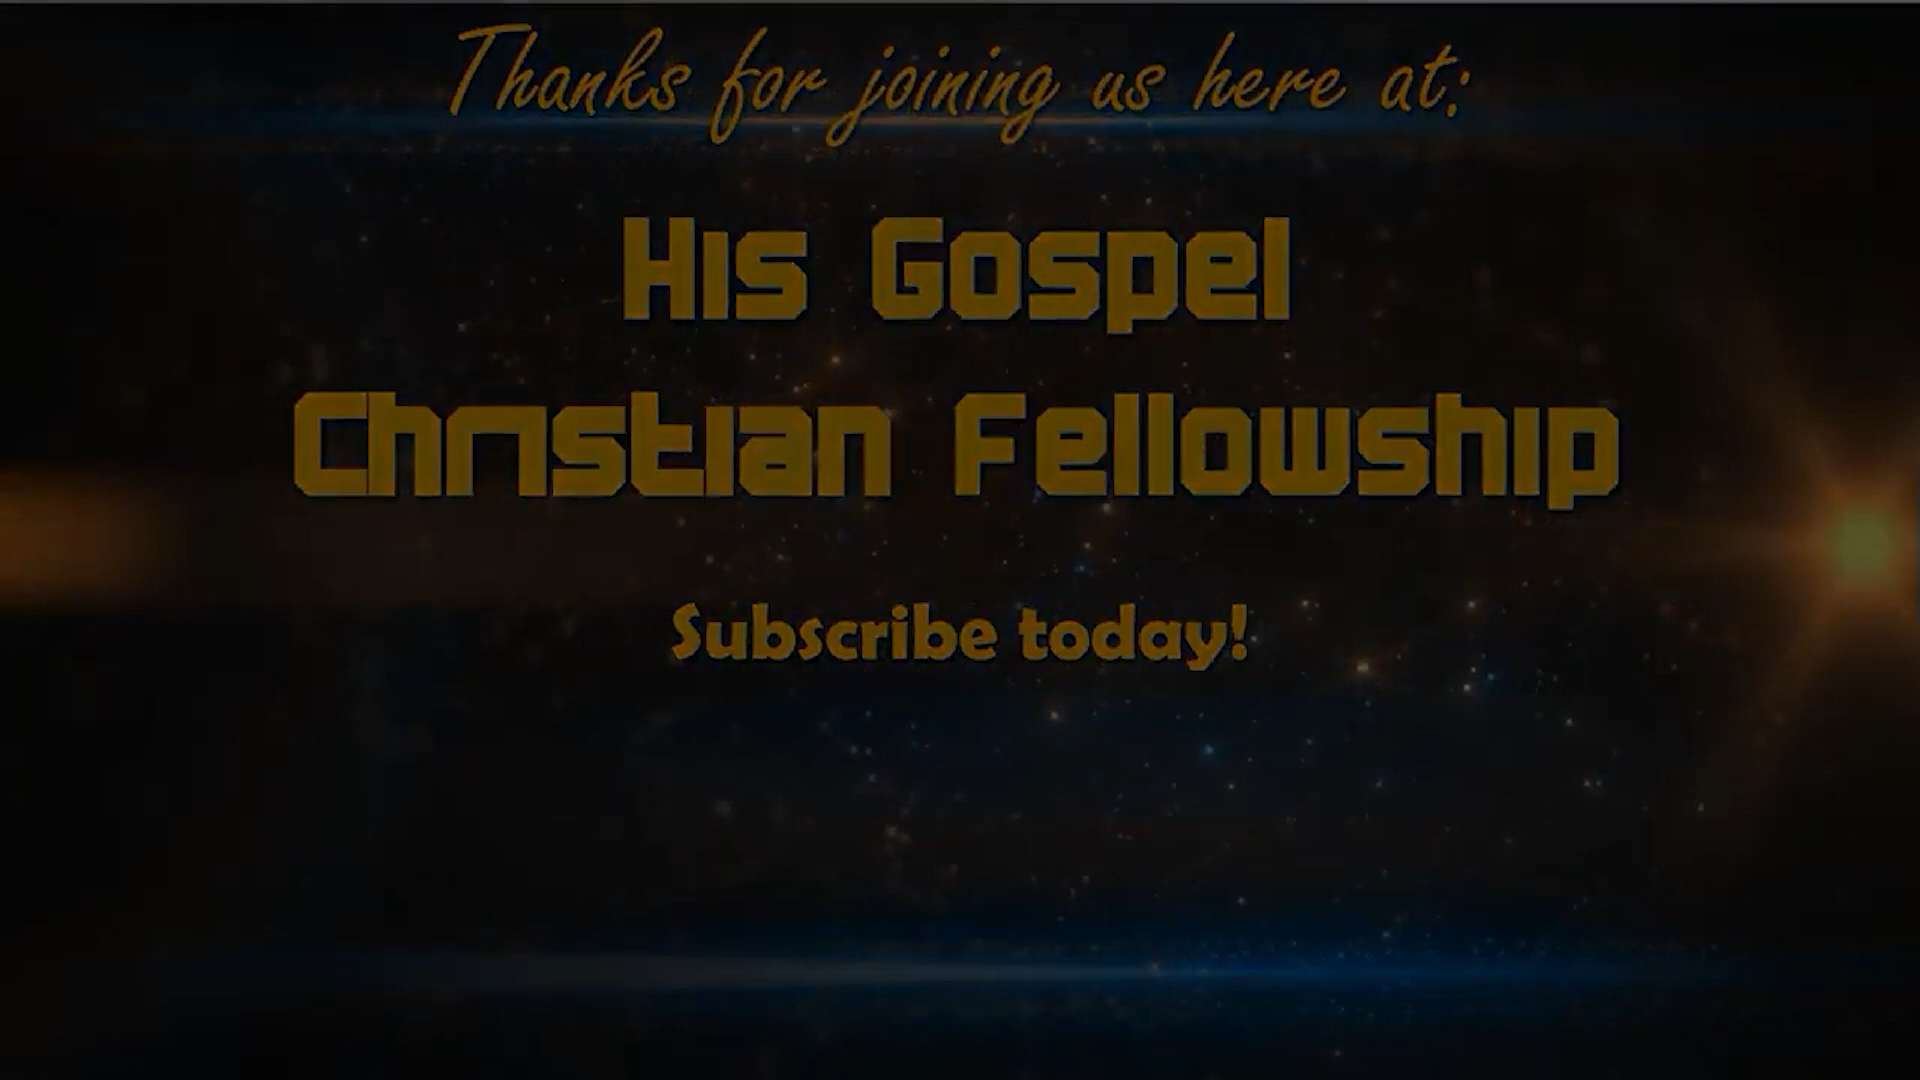 Thanks for joining us here at:
His Gospel
Christian Fellowship
Subscribe today!